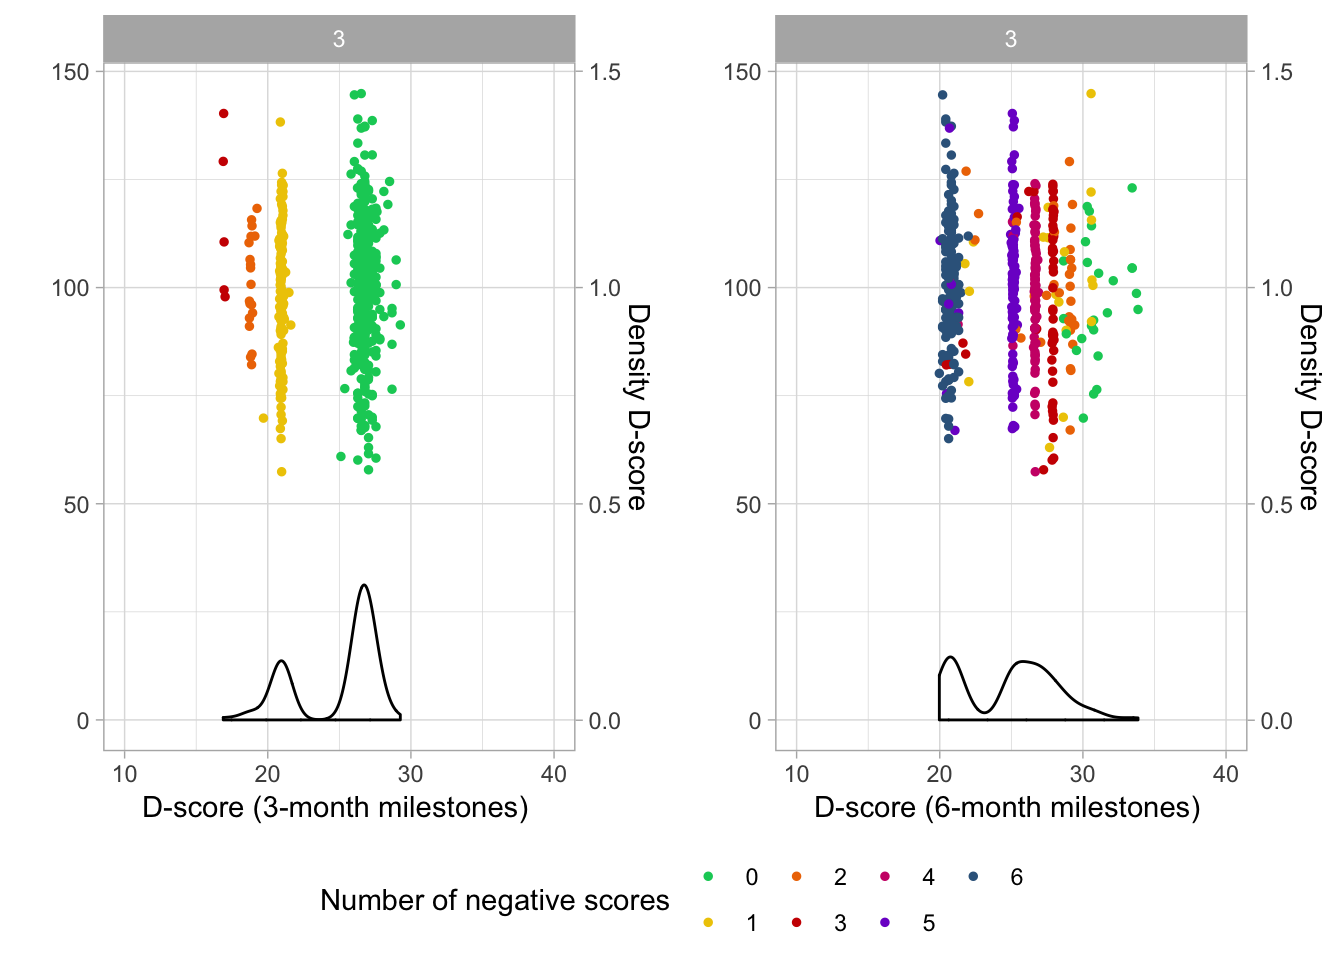 3
150
100
50
0
1.5
1.0
0.5
0.0
Density D-score
10 20 30 40
D-score (3-month milestones)
3
150
100
50
0
1.5
1.0
0.5
0.0
Density D-score
10 20 30 40
D-score (6-month milestones)
Number of negative scores
0 2 4 6
1 3 5